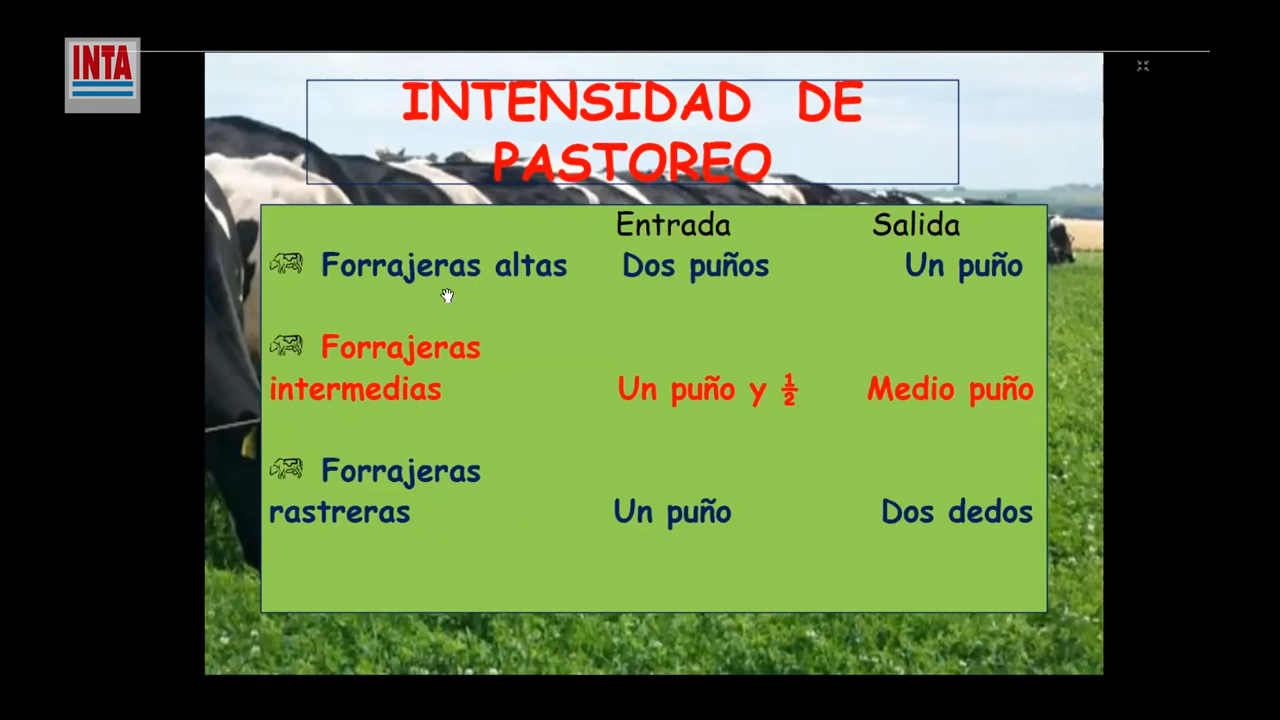 INTA
INTENSIDAD DE
PASTOREO
Entrada Salida
Forrajeras altas Dos puños Un puño
Forrajeras
intermedias Un puño y ½ Medio puño
Forrajeras
rastreras Un puño Dos dedos